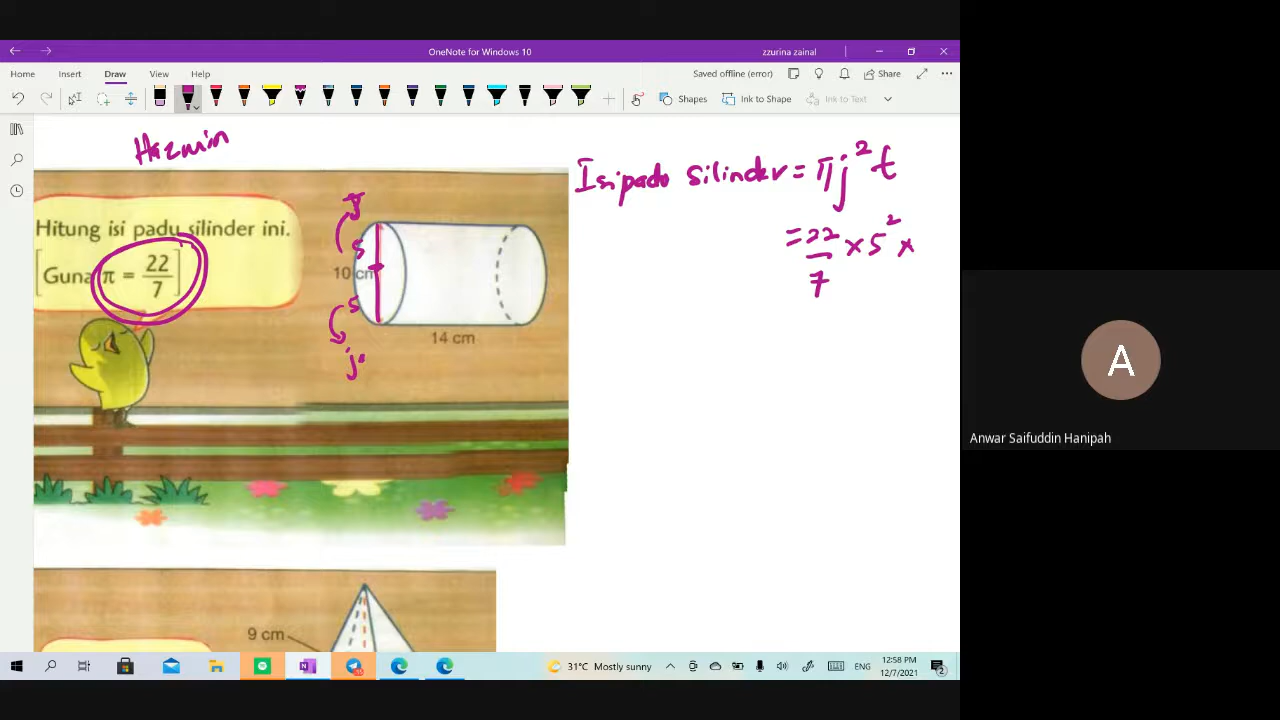 OneNote for Windows 10
zzurina zainal
Home Insert Draw View Help
Saved offline (error)
Share
Shapes
Ink to Shape
Ink to Text
Hazmin
Isipadu Silinder = πj²t
= 22/7 × 5² ×
Hitung isi padu silinder ini.
[Guna π = 22/7]
5
10 cm
5
j
14 cm
9 cm
A
Anwar Saifuddin Hanipah
31°C Mostly sunny
ENG
12:58 PM
12/7/2021
2